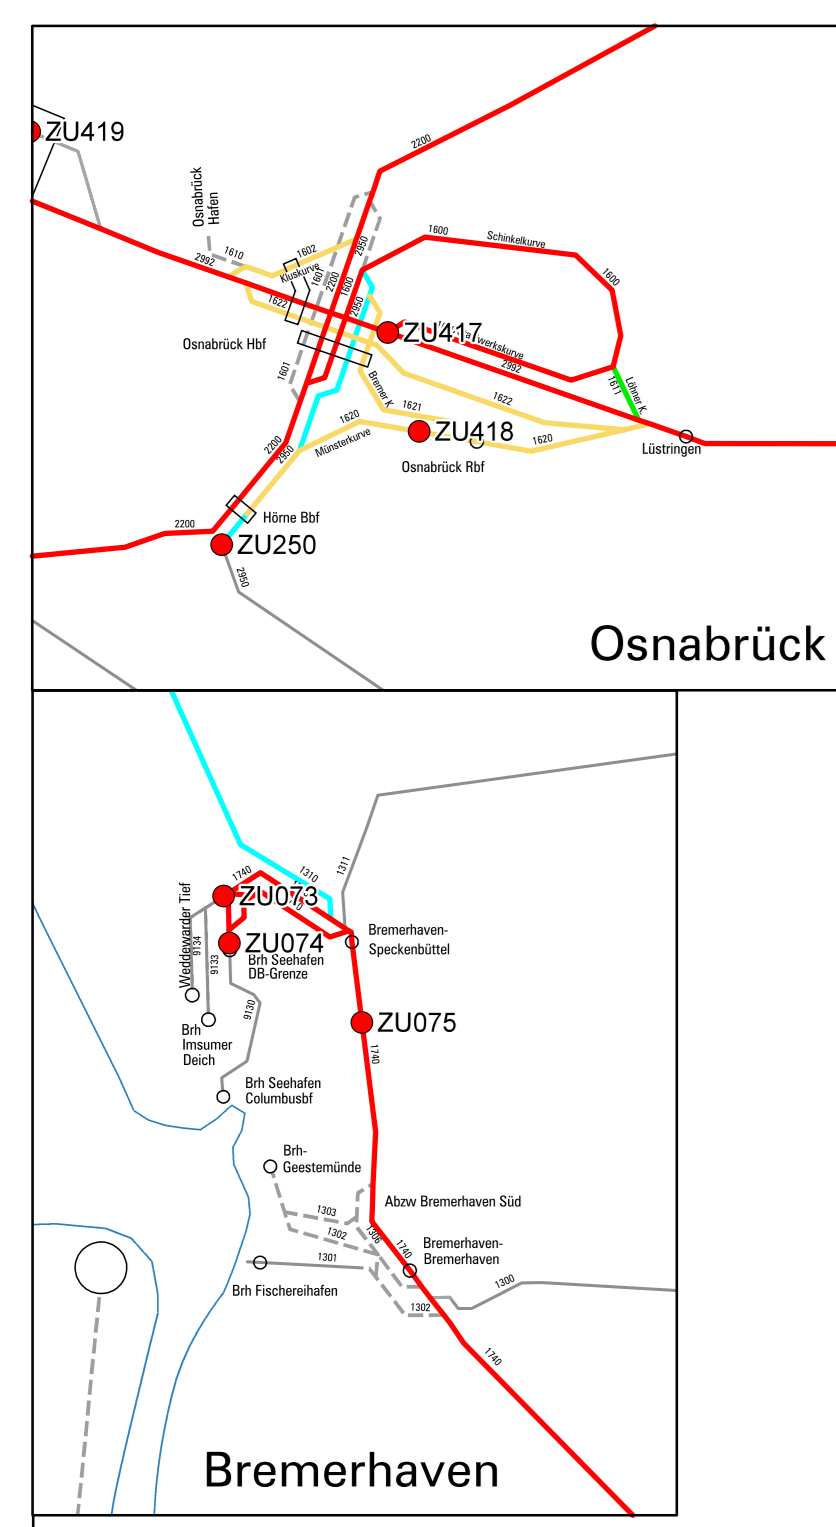 ZU419
2200
Osnabrück
Hafen
1610
1602
2992
Kluskurve
1601
2200
2950
1600
2950
1622
1600
Schinkelkurve
1600
ZU417
werkskurve
2992
Osnabrück Hbf
1601
Bremer K
1611
Löhner K.
1622
1621
1620
ZU418
1620
Münsterkurve
Osnabrück Rbf
Lüstringen
2200
2950
2200
Hörne Bbf
ZU250
2950
Osnabrück
1311
1310
1740
ZU073
Weddewarder Tief
9134
9133
ZU074
Brh Seehafen
DB-Grenze
Bremerhaven-
Speckenbüttel
9130
ZU075
1740
Brh
Imsumer
Deich
Brh Seehafen
Columbusbf
Brh-
Geestemünde
Abzw Bremerhaven Süd
1303
1302
1306
1740
Bremerhaven-
Bremerhaven
1301
Brh Fischereihafen
1300
1302
1740
Bremerhaven